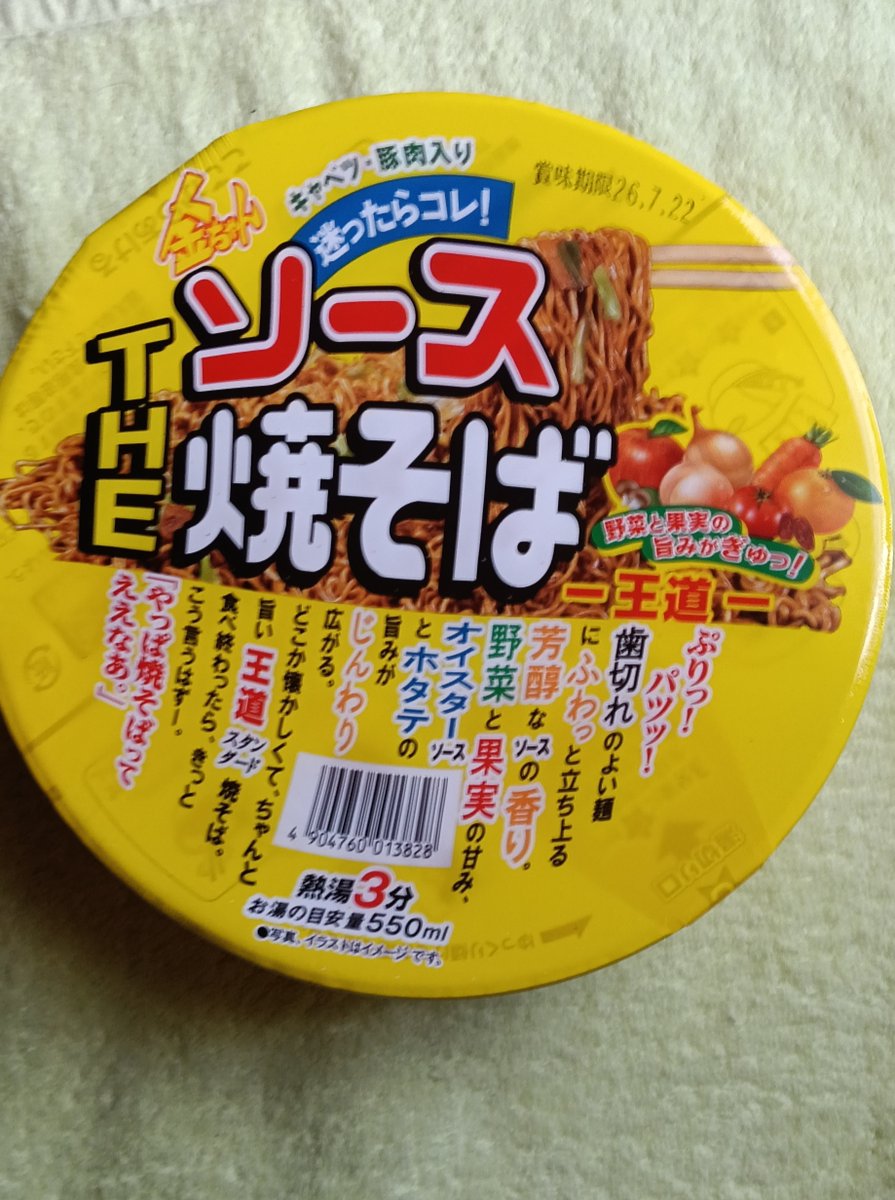 キャベツ・豚肉入り
賞味期限26.7.22
金ちゃん
迷ったらコレ!
THE
ソース
焼そば
野菜と果実の
旨みがぎゅっ!
ー王道ー
ぷりっ!
パツッ!
歯切れのよい麺
にふわっと立ち上る
芳醇なソースの香り。
野菜と果実の甘み、
オイスターソース
とホタテの
旨みが
じんわり
広がる。
どこか懐かしくて、ちゃんと
旨い王道スタンダード焼そば。
食べ終わったら、きっと
こう言うはずー。
「やっぱ焼そばって
ええなぁ。」
4 904760 013828
熱湯3分
お湯の目安量550ml
●写真、イラストはイメージです。
湯切り口